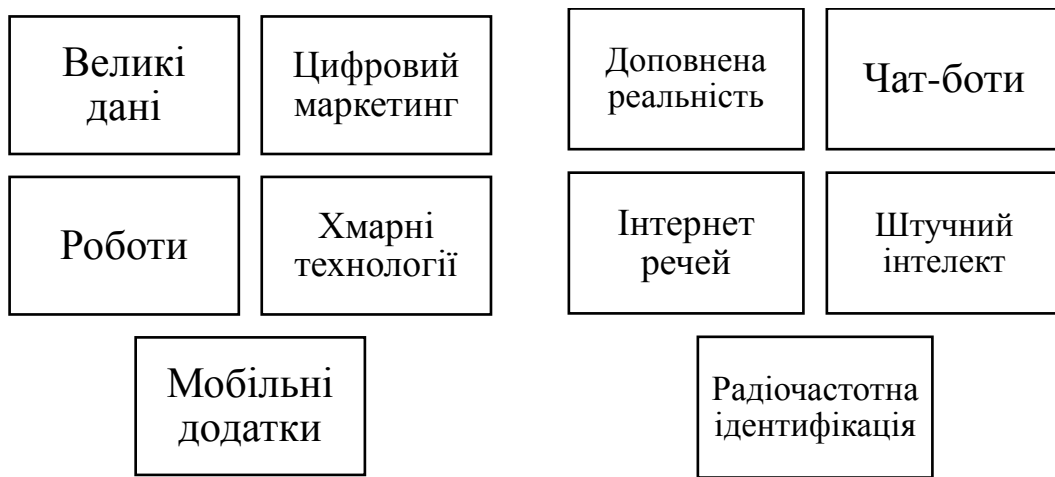 Великі
дані
Цифровий
маркетинг
Доповнена
реальність
Чат-боти
Роботи
Хмарні
технології
Інтернет
речей
Штучний
інтелект
Мобільні
додатки
Радіочастотна
ідентифікація